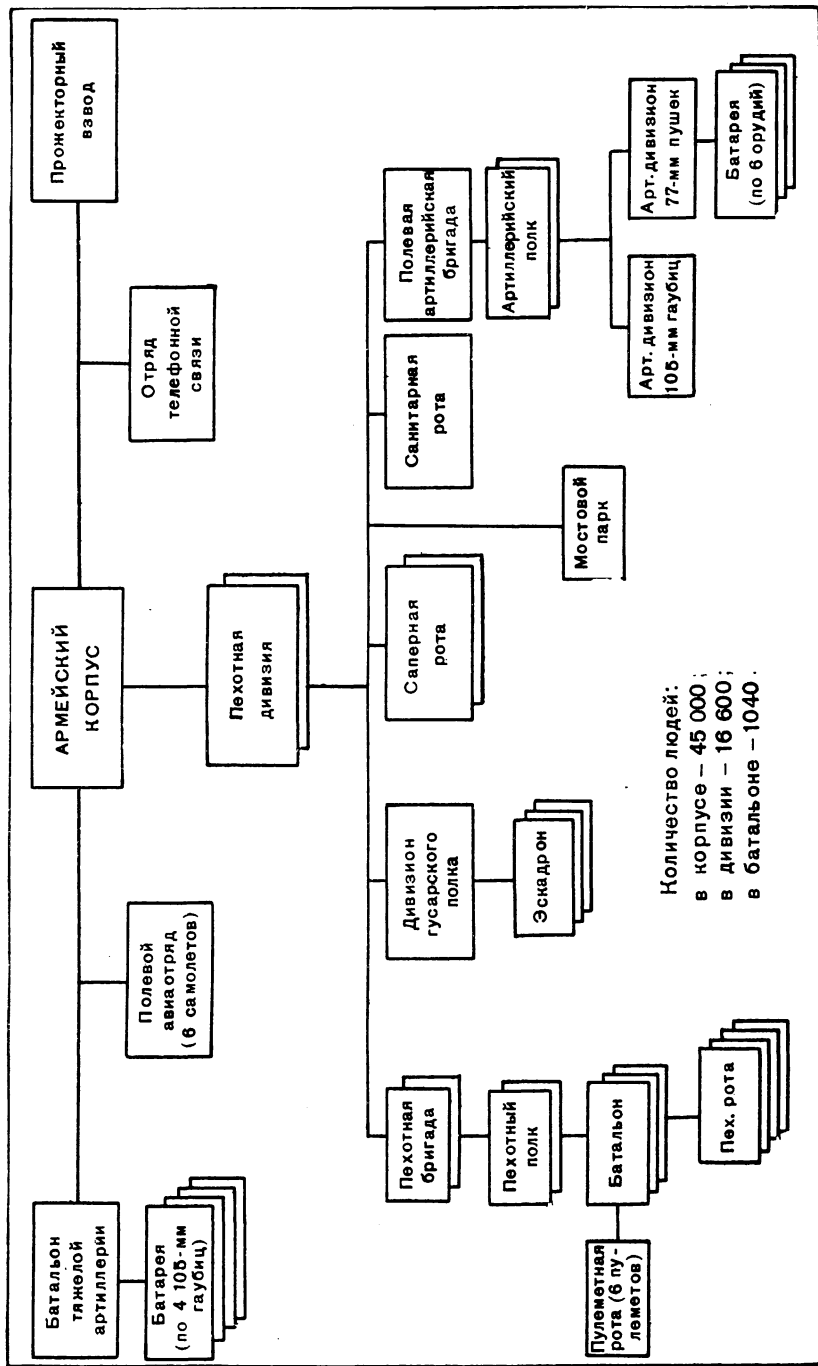 АРМЕЙСКИЙ
КОРПУС
Батальон
тяжелой
артиллерии
Батарея
(по 4 105-мм
гаубиц)
Полевой
авиаотряд
(6 самолетов)
Отряд
телефонной
связи
Прожекторный
взвод
Пехотная
дивизия
Пехотная
бригада
Пехотный
полк
Батальон
Пулеметная
рота (6 пу-
леметов)
Пех. рота
Дивизион
гусарского
полка
Эскадрон
Саперная
рота
Мостовой
парк
Санитарная
рота
Полевая
артиллерийская
бригада
Артиллерийский
полк
Арт. дивизион
105-мм гаубиц
Арт. дивизион
77-мм пушек
Батарея
(по 6 орудий)
Количество людей:
в корпусе – 45 000;
в дивизии – 16 600;
в батальоне – 1040.